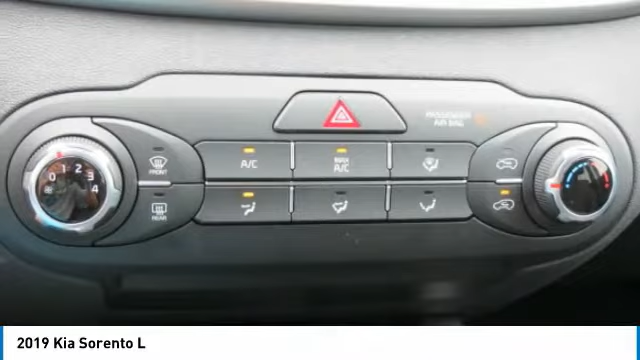 PASSENGER
AIR BAG
A/C
MAX
A/C
FRONT
0 1 2 3 4
REAR
2019 Kia Sorento L